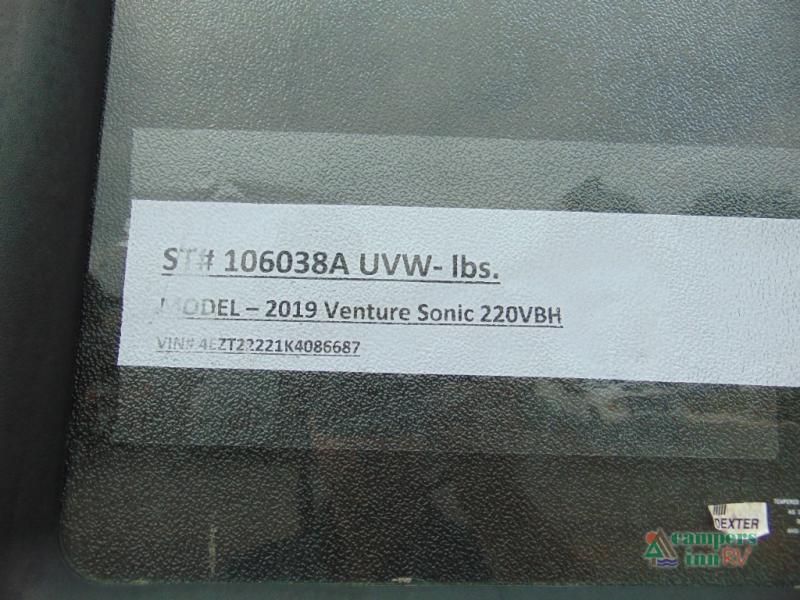 ST# 106038A UVW- lbs.
MODEL – 2019 Venture Sonic 220VBH
VIN# 4EZT22221K4086687
DEXTER
campers
inn RV